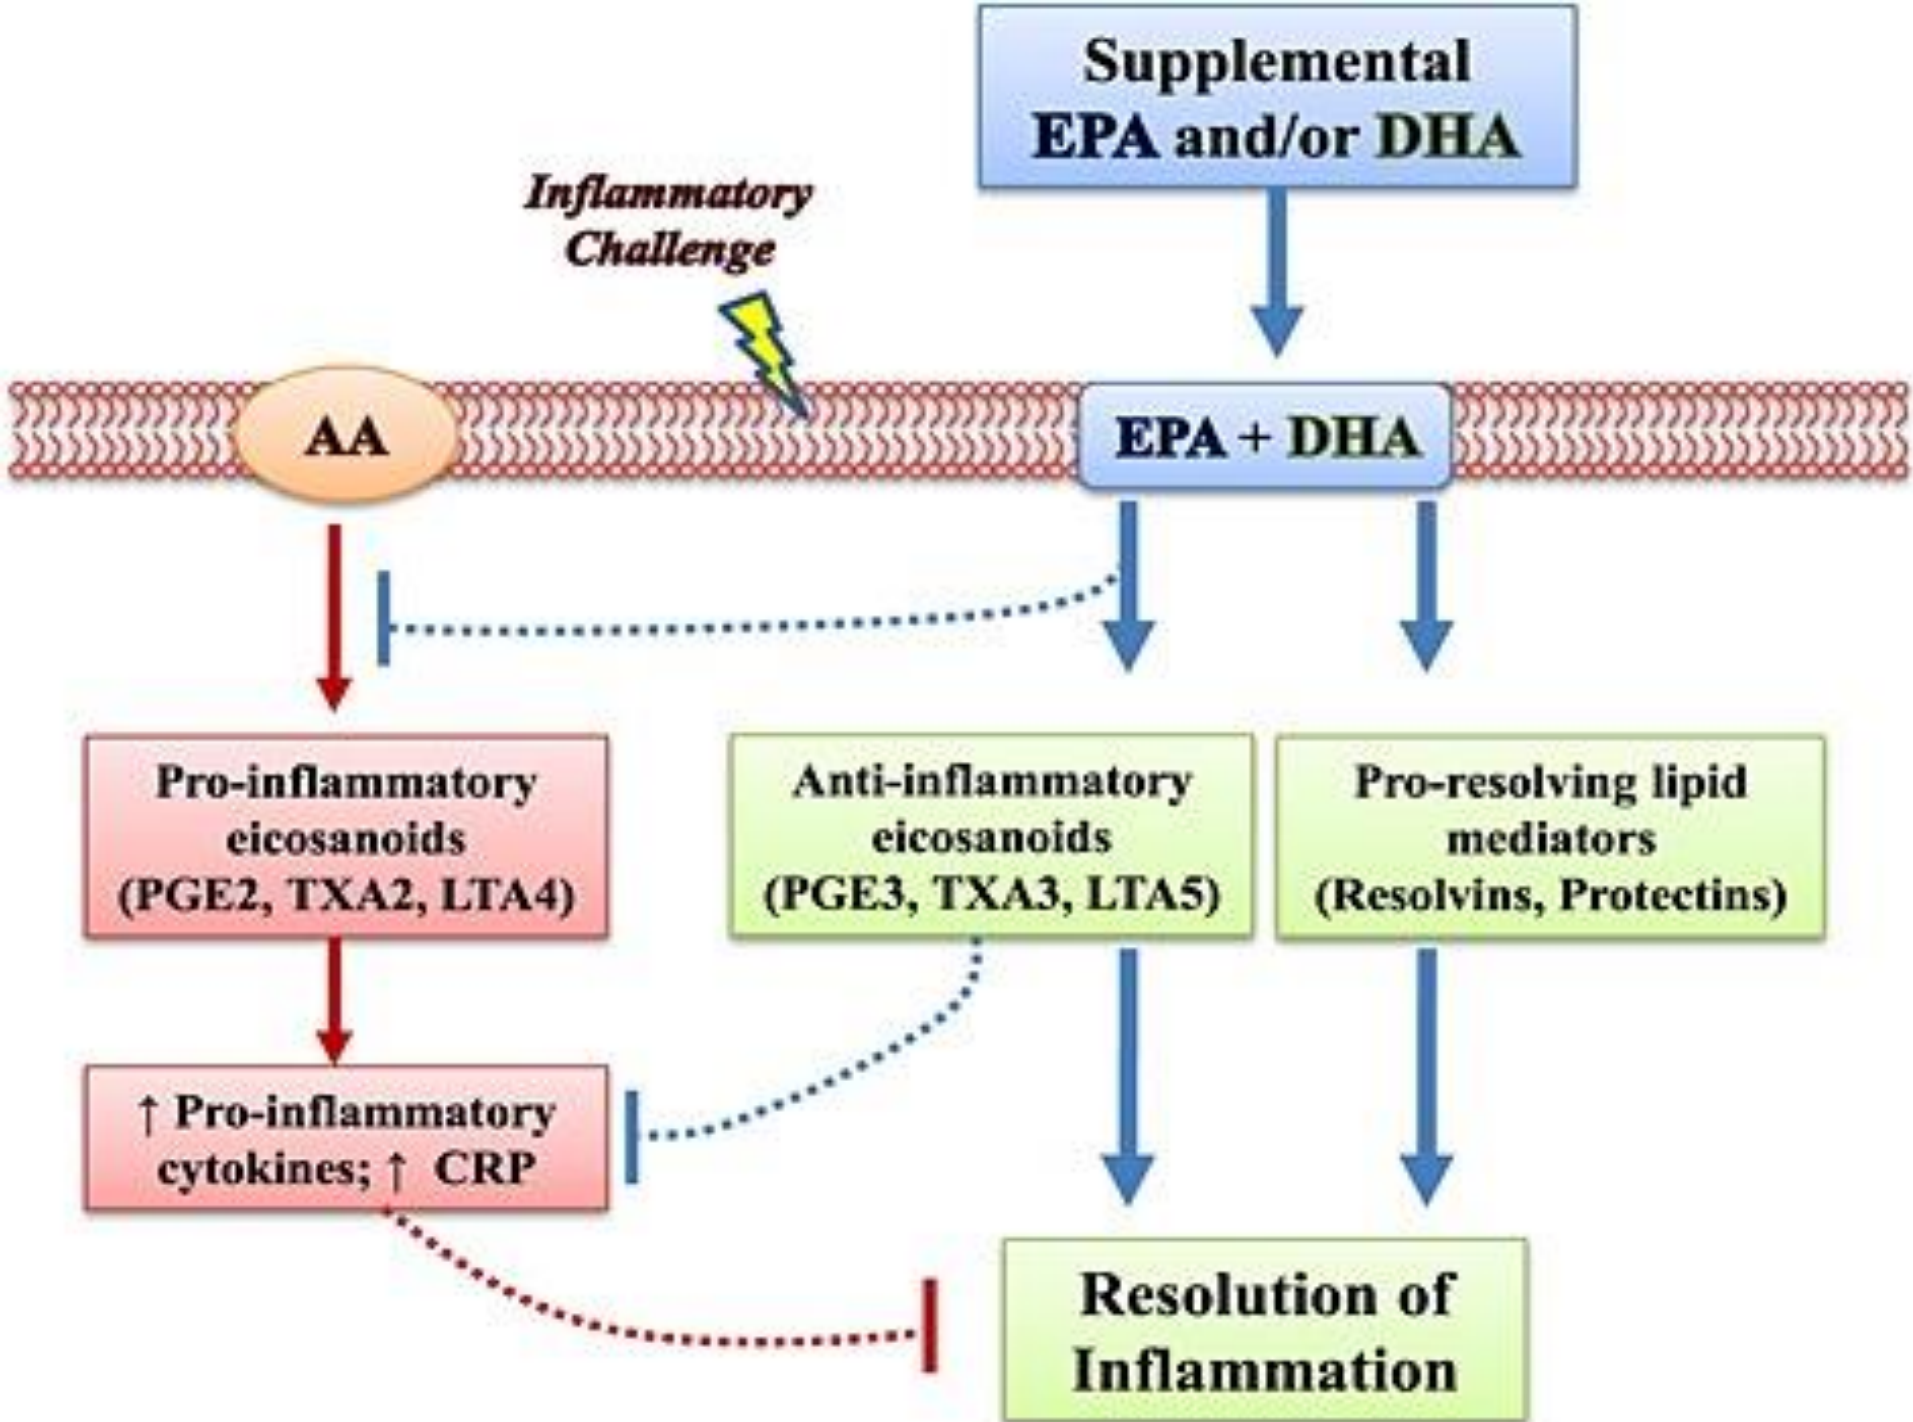 Supplemental
EPA and/or DHA
Inflammatory
Challenge
AA
EPA + DHA
Pro-inflammatory
eicosanoids
(PGE2, TXA2, LTA4)
Anti-inflammatory
eicosanoids
(PGE3, TXA3, LTA5)
Pro-resolving lipid
mediators
(Resolvins, Protectins)
↑ Pro-inflammatory
cytokines; ↑ CRP
Resolution of
Inflammation